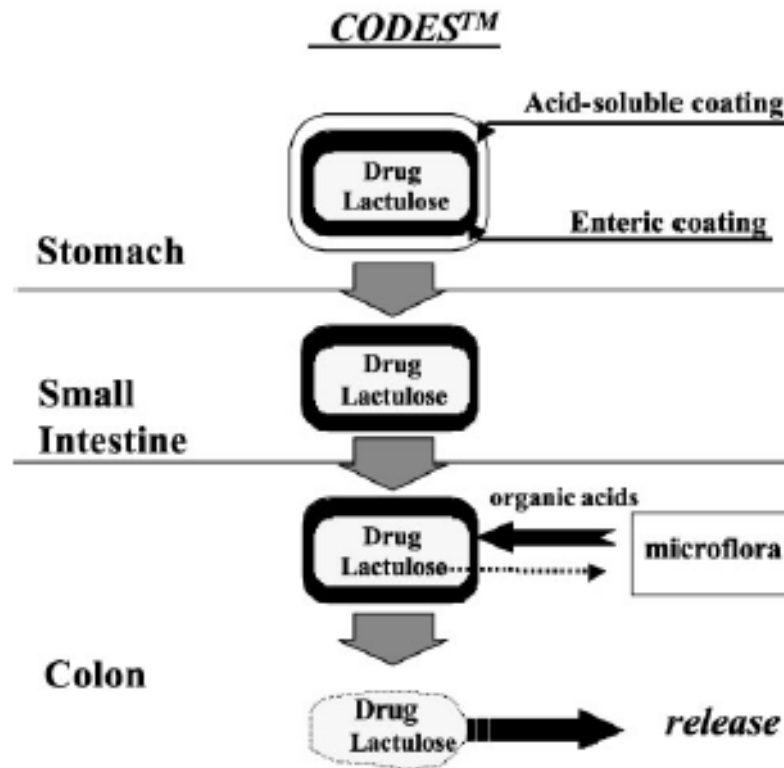 CODES™
Acid-soluble coating
Drug
Lactulose
Enteric coating
Stomach
Drug
Lactulose
Small
Intestine
organic acids
Drug
Lactulose
microflora
Colon
Drug
Lactulose
release